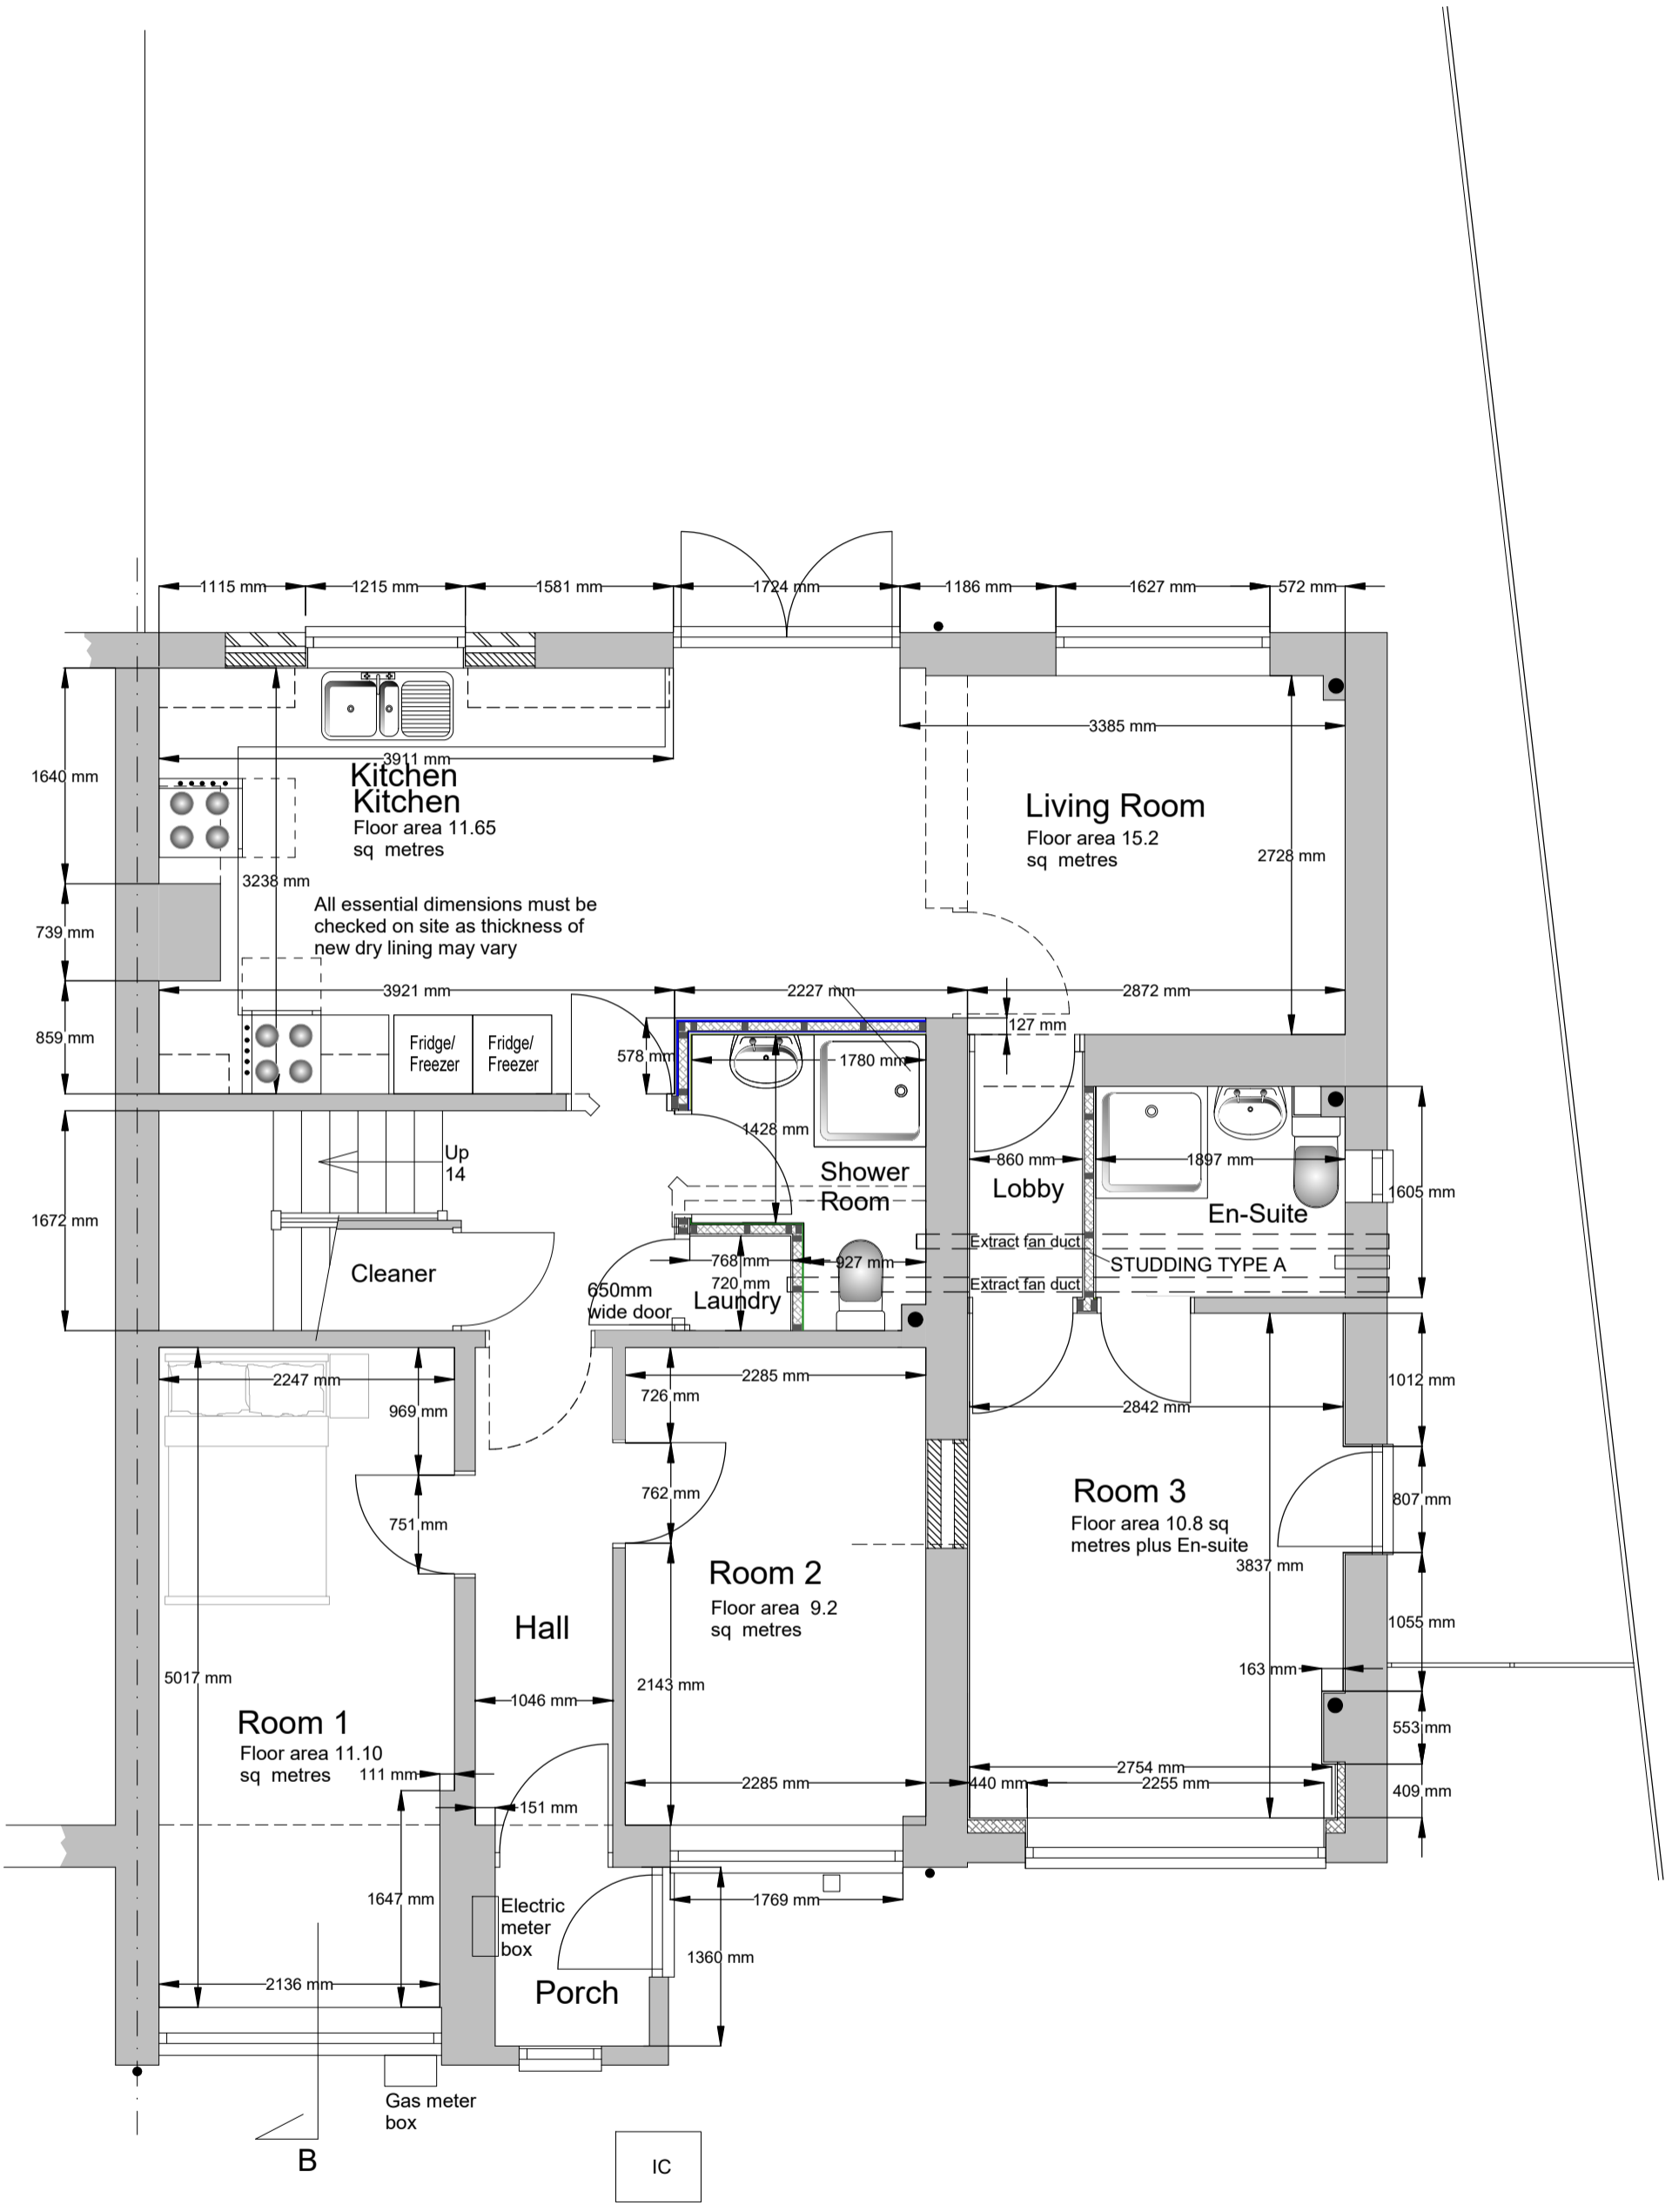 1115 mm
1215 mm
1581 mm
1724 mm
1186 mm
1627 mm
572 mm
3385 mm
3911 mm
1640 mm
Kitchen
Kitchen
Floor area 11.65
sq metres
Living Room
Floor area 15.2
sq metres
2728 mm
3238 mm
All essential dimensions must be
checked on site as thickness of
new dry lining may vary
739 mm
3921 mm
2227 mm
2872 mm
127 mm
859 mm
Fridge/
Freezer
Fridge/
Freezer
578 mm
1780 mm
1428 mm
Up
14
Shower
Room
860 mm
Lobby
1897 mm
1605 mm
En-Suite
1672 mm
Cleaner
768 mm
927 mm
720 mm
Laundry
650mm
wide door
Extract fan duct
STUDDING TYPE A
Extract fan duct
2247 mm
969 mm
726 mm
2285 mm
2842 mm
1012 mm
762 mm
751 mm
Room 3
Floor area 10.8 sq
metres plus En-suite
807 mm
3837 mm
Room 2
Floor area 9.2
sq metres
Hall
1055 mm
5017 mm
2143 mm
163 mm
1046 mm
Room 1
Floor area 11.10
sq metres
111 mm
553 mm
2285 mm
440 mm
2754 mm
2255 mm
409 mm
151 mm
1647 mm
Electric
meter
box
1769 mm
1360 mm
2136 mm
Porch
Gas meter
box
B
IC